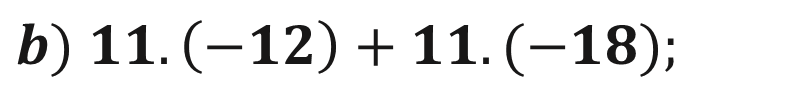 b) 11. (−12) + 11. (−18);